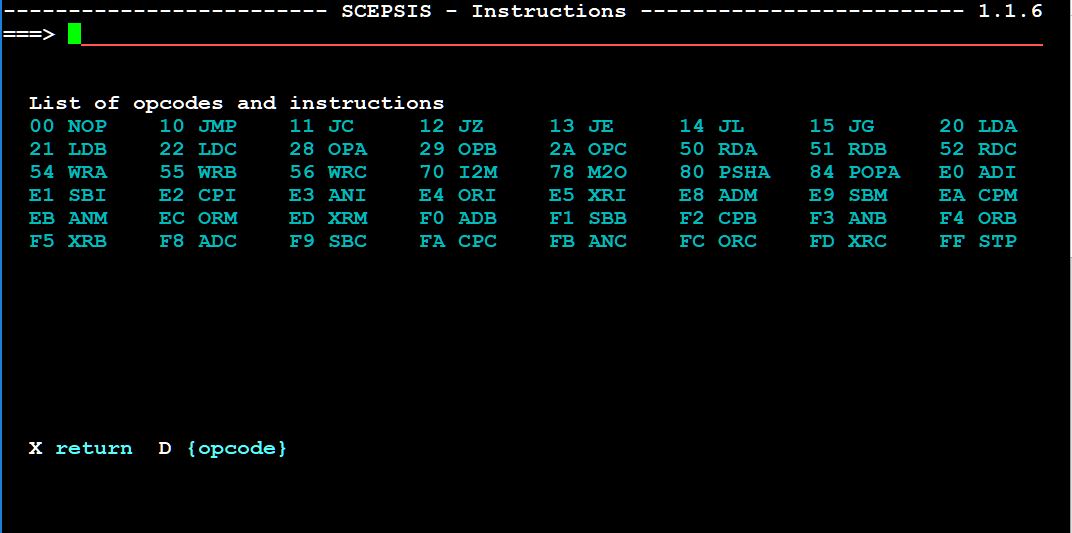 ------------------------- SCEPSIS - Instructions ------------------------- 1.1.6
===>
List of opcodes and instructions
00 NOP    10 JMP    11 JC     12 JZ     13 JE     14 JL     15 JG     20 LDA
21 LDB    22 LDC    28 OPA    29 OPB    2A OPC    50 RDA    51 RDB    52 RDC
54 WRA    55 WRB    56 WRC    70 I2M    78 M2O    80 PSHA   84 POPA   E0 ADI
E1 SBI    E2 CPI    E3 ANI    E4 ORI    E5 XRI    E8 ADM    E9 SBM    EA CPM
EB ANM    EC ORM    ED XRM    F0 ADB    F1 SBB    F2 CPB    F3 ANB    F4 ORB
F5 XRB    F8 ADC    F9 SBC    FA CPC    FB ANC    FC ORC    FD XRC    FF STP
X return  D {opcode}